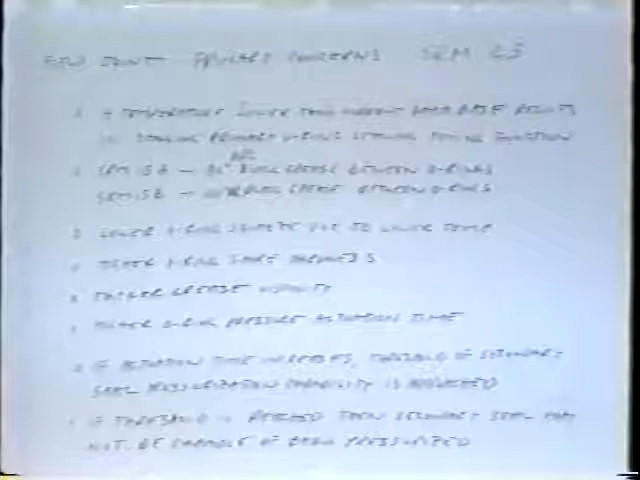 FIELD JOINT PRIMARY CONCERNS SRM 25
A TEMPERATURE LOWER THAN CURRENT DATA BASE RESULTS
IN CHANGING PRIMARY O-RING SEALING TIMING FUNCTION
SRM 15A - 80° ARC BLACK GREASE BETWEEN O-RINGS
SRM 15B - ARC BLACK GREASE BETWEEN O-RINGS
LOWER O-RING SQUEEZE DUE TO LOWER TEMP
HIGHER O-RING SHORE HARDNESS
THICKER GREASE VISCOSITY
HIGHER O-RING PRESSURE ACTUATION TIME
IF ACTUATION TIME INCREASES, THRESHOLD OF SECONDARY
SEAL PRESSURIZATION CAPABILITY IS APPROACHED
IF THRESHOLD IS REACHED THEN SECONDARY SEAL MAY
NOT BE CAPABLE OF BEING PRESSURIZED